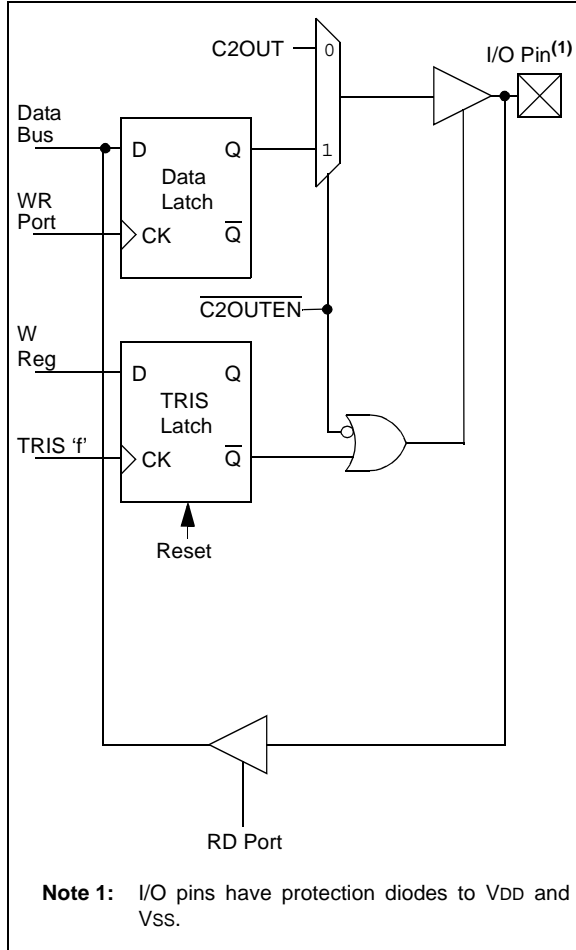 C2OUT
0
I/O Pin(1)
Data
Bus
D
Q
1
Data
Latch
WR
Port
CK
Q̅
C̅2̅O̅U̅T̅E̅N̅
W
Reg
D
Q
TRIS
Latch
TRIS ‘f’
CK
Q̅
Reset
RD Port
Note 1: I/O pins have protection diodes to VDD and
VSS.